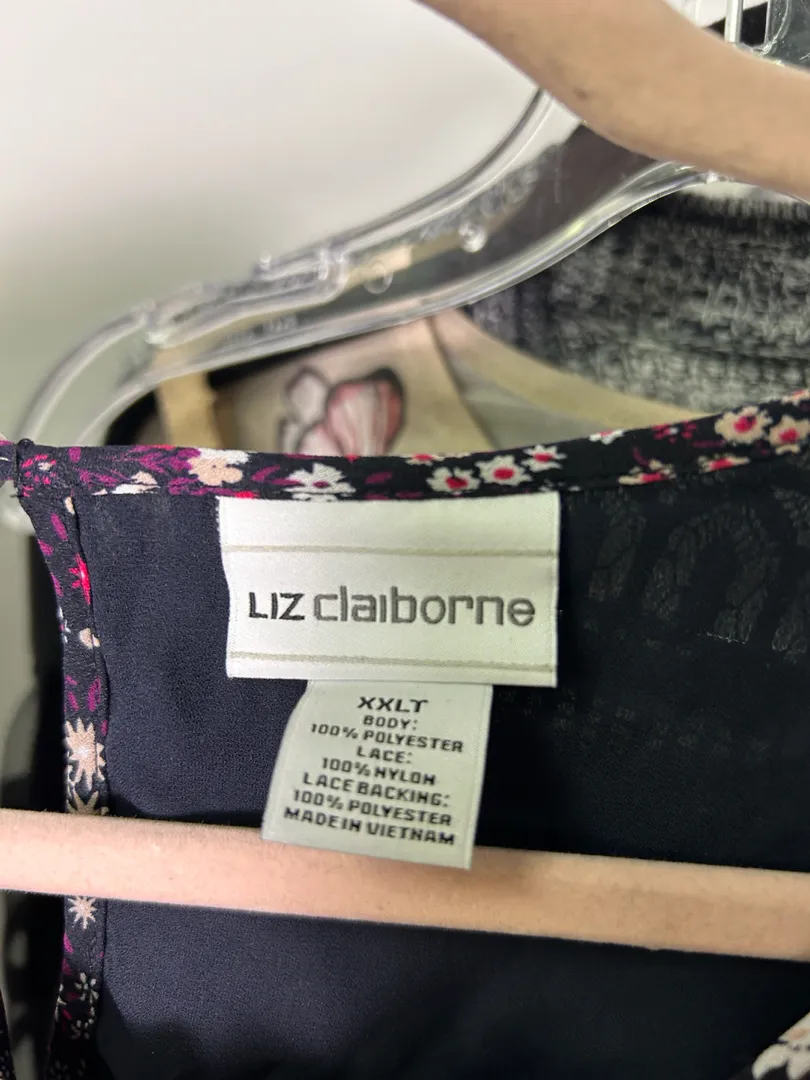 LIZ claiborne
XXLT
BODY:
100% POLYESTER
LACE:
100% NYLON
LACE BACKING:
100% POLYESTER
MADE IN VIETNAM